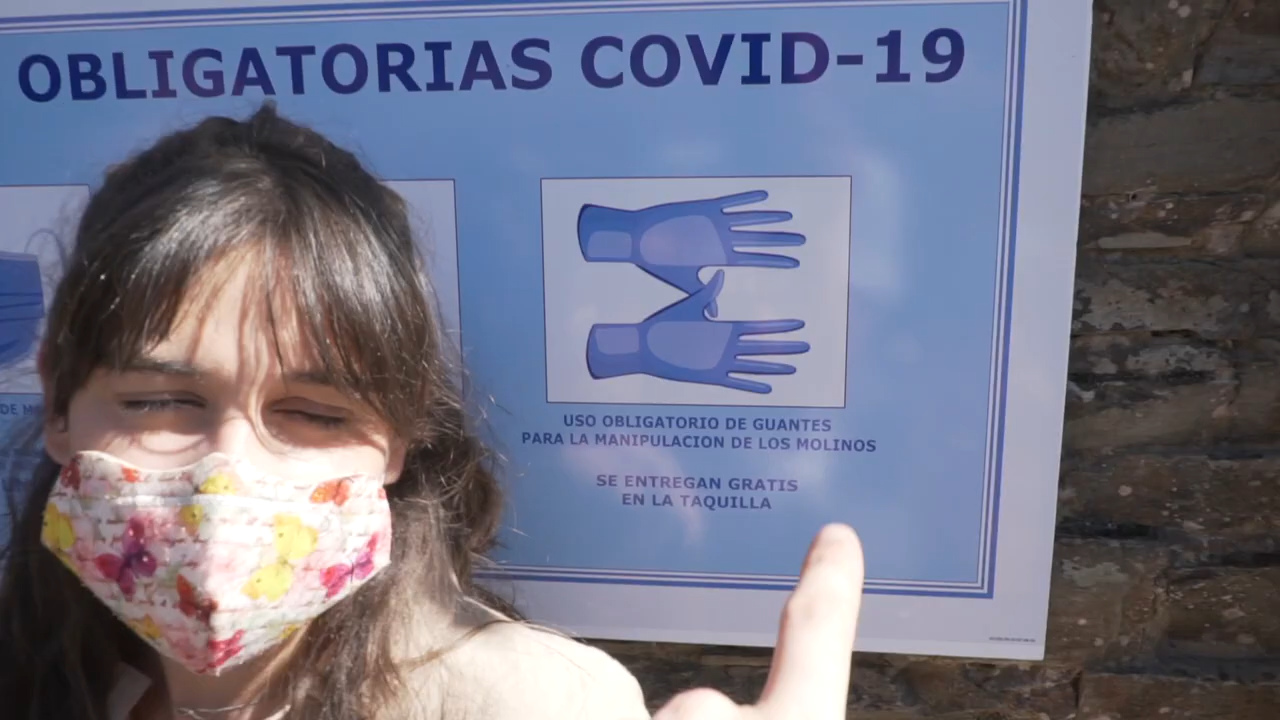 OBLIGATORIAS COVID-19
DE
USO OBLIGATORIO DE GUANTES
PARA LA MANIPULACION DE LOS MOLINOS
SE ENTREGAN GRATIS
EN LA TAQUILLA